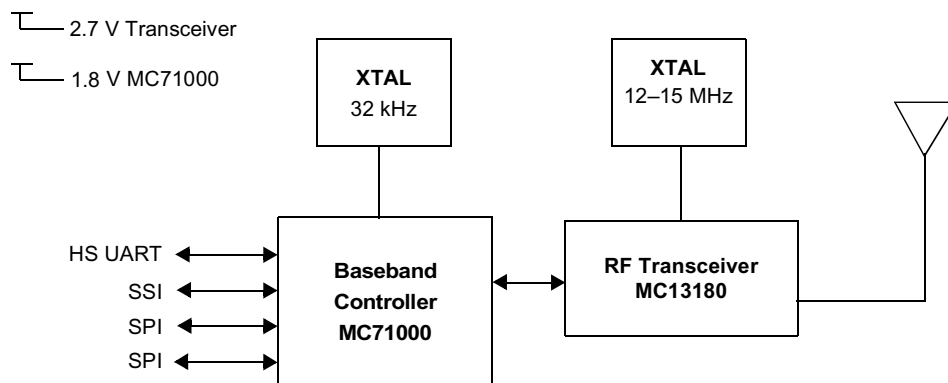 2.7 V Transceiver
1.8 V MC71000
XTAL
32 kHz
XTAL
12–15 MHz
HS UART
SSI
SPI
SPI
Baseband
Controller
MC71000
RF Transceiver
MC13180